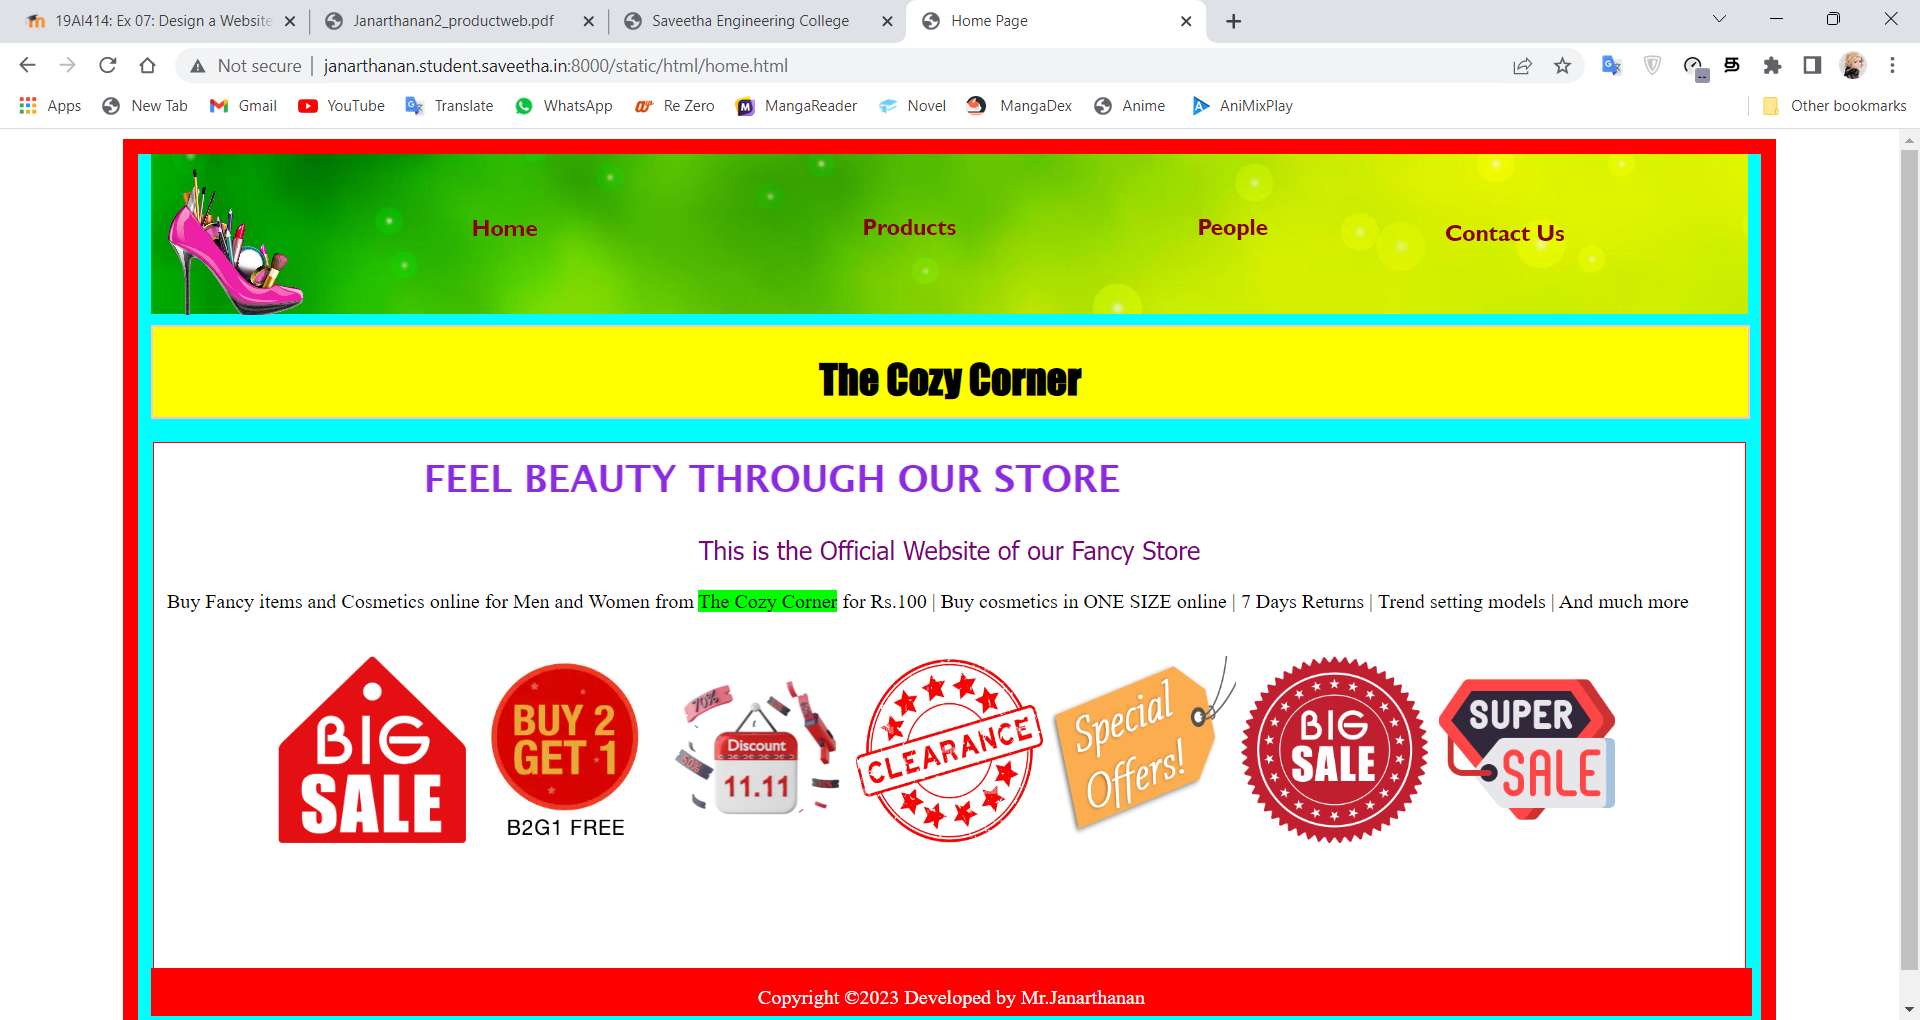 19AI414: Ex 07: Design a Website
Janarthanan2_productweb.pdf
Saveetha Engineering College
Home Page
Not secure | janarthanan.student.saveetha.in:8000/static/html/home.html
Apps
New Tab
Gmail
YouTube
Translate
WhatsApp
Re Zero
MangaReader
Novel
MangaDex
Anime
AniMixPlay
Other bookmarks
Home
Products
People
Contact Us
The Cozy Corner
FEEL BEAUTY THROUGH OUR STORE
This is the Official Website of our Fancy Store
Buy Fancy items and Cosmetics online for Men and Women from The Cozy Corner for Rs.100 | Buy cosmetics in ONE SIZE online | 7 Days Returns | Trend setting models | And much more
BIG
SALE
BUY 2
GET 1
B2G1 FREE
70%
50%
Discount
11.11
CLEARANCE
Special
Offers!
BIG
SALE
SUPER
SALE
Copyright ©2023 Developed by Mr.Janarthanan